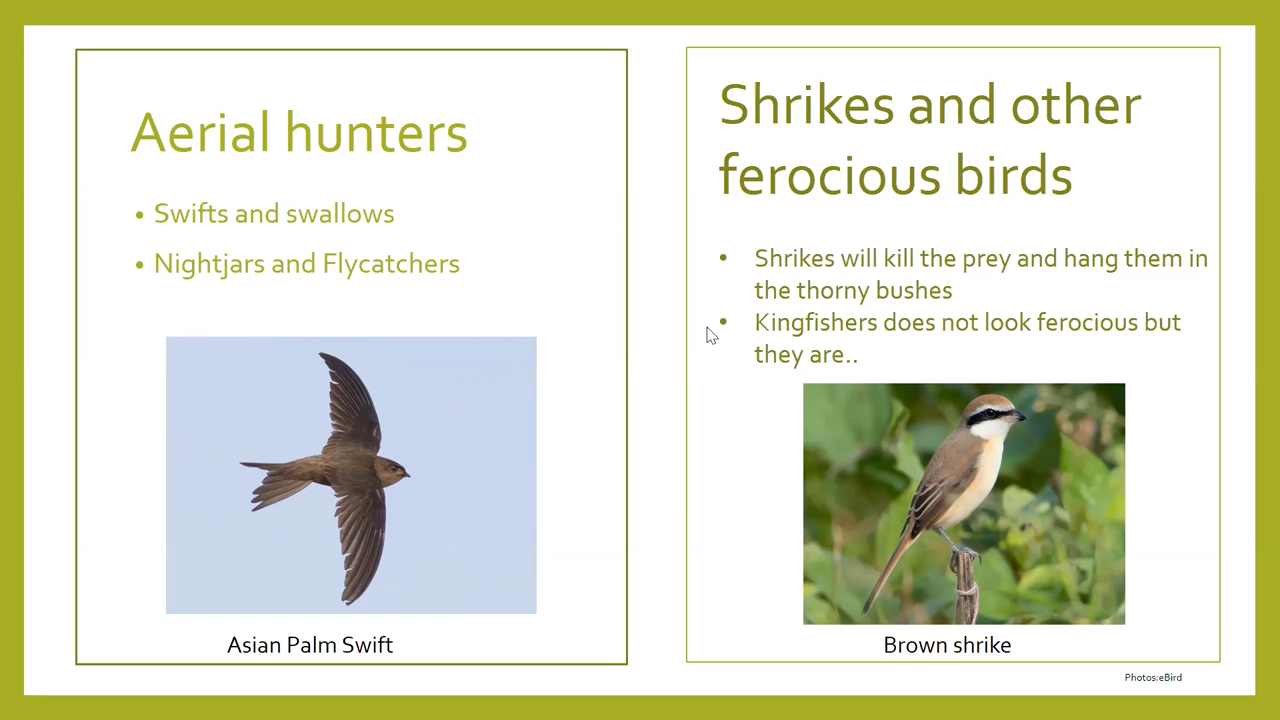 Aerial hunters
• Swifts and swallows
• Nightjars and Flycatchers
Asian Palm Swift
Shrikes and other
ferocious birds
• Shrikes will kill the prey and hang them in
the thorny bushes
• Kingfishers does not look ferocious but
they are..
Brown shrike
Photos:eBird